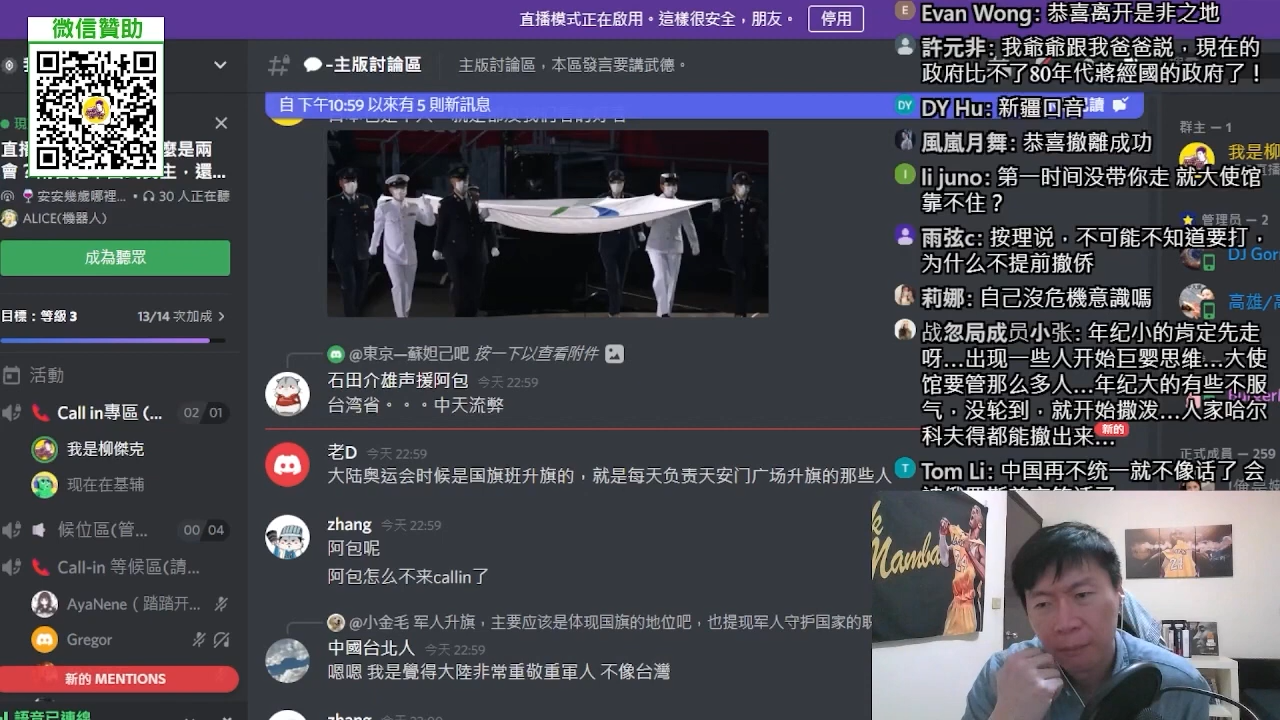 微信贊助
直播模式正在啟用。這樣很安全，朋友。
停用
-主版討論區
主版討論區，本區發言要講武德。
自 下午10:59 以來有 5 則新訊息
安安幾歲哪裡... • 30 人正在聽
ALICE(機器人)
成為聽眾
目標：等級 3
13/14 次加成
活動
Call in專區 (...
02 01
我是柳傑克
现在在基辅
候位區(管...
00 04
Call-in 等候區(請...
AyaNene ( 踏踏开...
Gregor
新的 MENTIONS
語音已連線
@東京—蘇妲己吧 按一下以查看附件
石田介雄声援阿包 今天 22:59
台湾省。。。中天流弊
老D 今天 22:59
大陆奥运会时候是国旗班升旗的，就是每天负责天安门广场升旗的那些人
zhang 今天 22:59
阿包呢
阿包怎么不来callin了
@小金毛 军人升旗，主要应该是体现国旗的地位吧，也提现军人守护国家的职
中國台北人 今天 22:59
嗯嗯 我是覺得大陸非常重敬重軍人 不像台灣
Evan Wong: 恭喜离开是非之地
許元非: 我爺爺跟我爸爸説，現在的
政府比不了80年代蔣經國的政府了！
DY Hu: 新疆口音
風嵐月舞: 恭喜撤離成功
li juno: 第一时间没带你走 就大使馆
靠不住？
雨弦c: 按理说，不可能不知道要打，
为什么不提前撤侨
莉娜: 自己沒危機意識嗎
战忽局成员小张: 年纪小的肯定先走
呀...出现一些人开始巨婴思维...大使
馆要管那么多人...年纪大的有些不服
气，没轮到，就开始撒泼...人家哈尔
科夫得都能撤出来...
新的
Tom Li: 中国再不统一就不像话了 会
群主 — 1
我是柳
管理员 — 2
DJ Gor
高雄/高
正式成員 — 259
Mamba